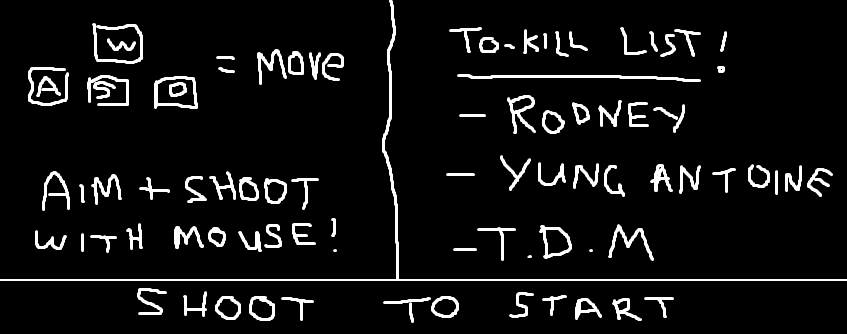 W
A S D = MOVE
AIM + SHOOT
WITH MOUSE!
TO-KILL LIST!
- RODNEY
- YUNG ANTOINE
- T.D.M
SHOOT TO START